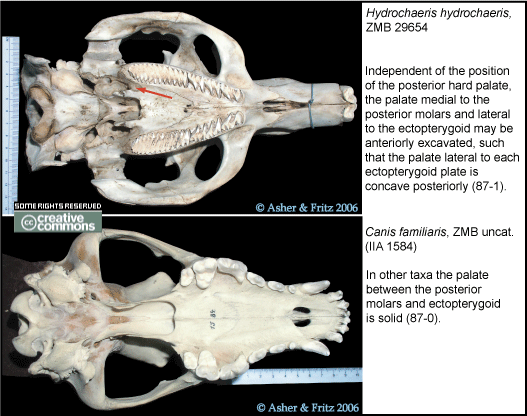 Hydrochaeris hydrochaeris,
ZMB 29654
Independent of the position
of the posterior hard palate,
the palate medial to the
posterior molars and lateral
to the ectopterygoid may be
anteriorly excavated, such
that the palate lateral to each
ectopterygoid plate is
concave posteriorly (87-1).
© Asher & Fritz 2006
SOME RIGHTS RESERVED
cc creative
commons
Canis familiaris, ZMB uncat.
(IIA 1584)
In other taxa the palate
between the posterior
molars and ectopterygoid
is solid (87-0).
© Asher & Fritz 2006